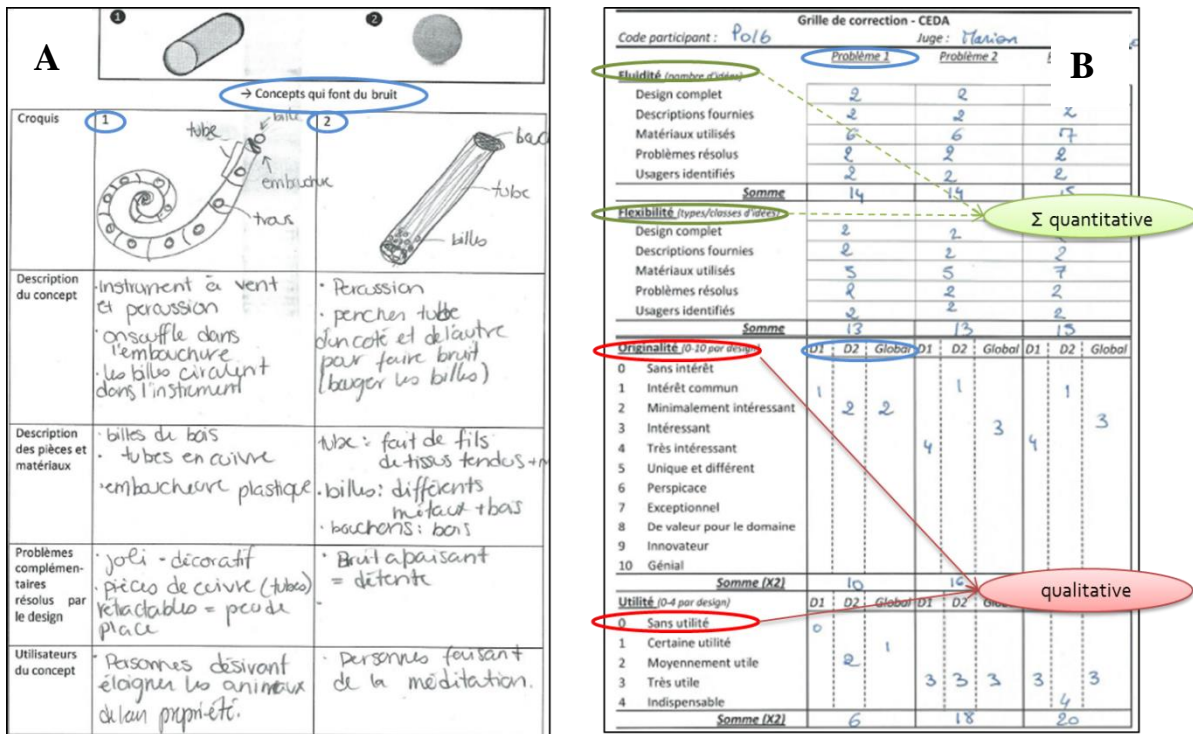 A
1
2
→ Concepts qui font du bruit
Croquis
1
2
tube
bille
embouchure
trous
tube
billes
Description du concept
·Instrument à vent
et percussion
· on souffle dans
l'embouchure
· les billes circulent
dans l'instrument
· Percussion
· pencher tube
d'un coté et de l'autre
pour faire bruit
(bouger les billes)
Description
des pièces et
matériaux
· billes de bois
· tubes en cuivre
· embouchure plastique
tube : fait de fils
de tissus tendus
· billes : différents
métaux + bois
· bouchons : bois
Problèmes
complémen-
taires
résolus par
le design
· joli - décoratif
· pièces de cuivre (tubes)
rétractables = peu de
place
· Bruit apaisant
= détente
Utilisateurs
du concept
· Personnes désirant
éloigner les animaux
de leur propriété.
· Personnes faisant
de la méditation.
B
Grille de correction - CEDA
Code participant : Po16 Juge : Marion
Problème 1 Problème 2
Fluidité (nombre d'idées)
Design complet 2 2
Descriptions fournies 2 2 2
Matériaux utilisés 6 6 7
Problèmes résolus 2 2 2
Usagers identifiés 2 2 2
Somme 14 14 15
Flexibilité (types/classes d'idées)
Design complet 2 2
Descriptions fournies 2 2 2
Matériaux utilisés 5 5 7
Problèmes résolus 2 2 2
Usagers identifiés 2 2 2
Somme 13 13 15
Σ quantitative
Originalité (0-10 par design) D1 D2 Global D1 D2 Global D1 D2 Global
0 Sans intérêt
1 Intérêt commun 1 1 1
2 Minimalement intéressant 2 2
3 Intéressant 3 3
4 Très intéressant 4 4
5 Unique et différent
6 Perspicace
7 Exceptionnel
8 De valeur pour le domaine
9 Innovateur
10 Génial
Somme (X2) 10 16
qualitative
Utilité (0-4 par design) D1 D2 Global D1 D2 D2 Global
0 Sans utilité 0
1 Certaine utilité 1
2 Moyennement utile 2
3 Très utile 3 3 3 3 3
4 Indispensable 4
Somme (X2) 6 18 20